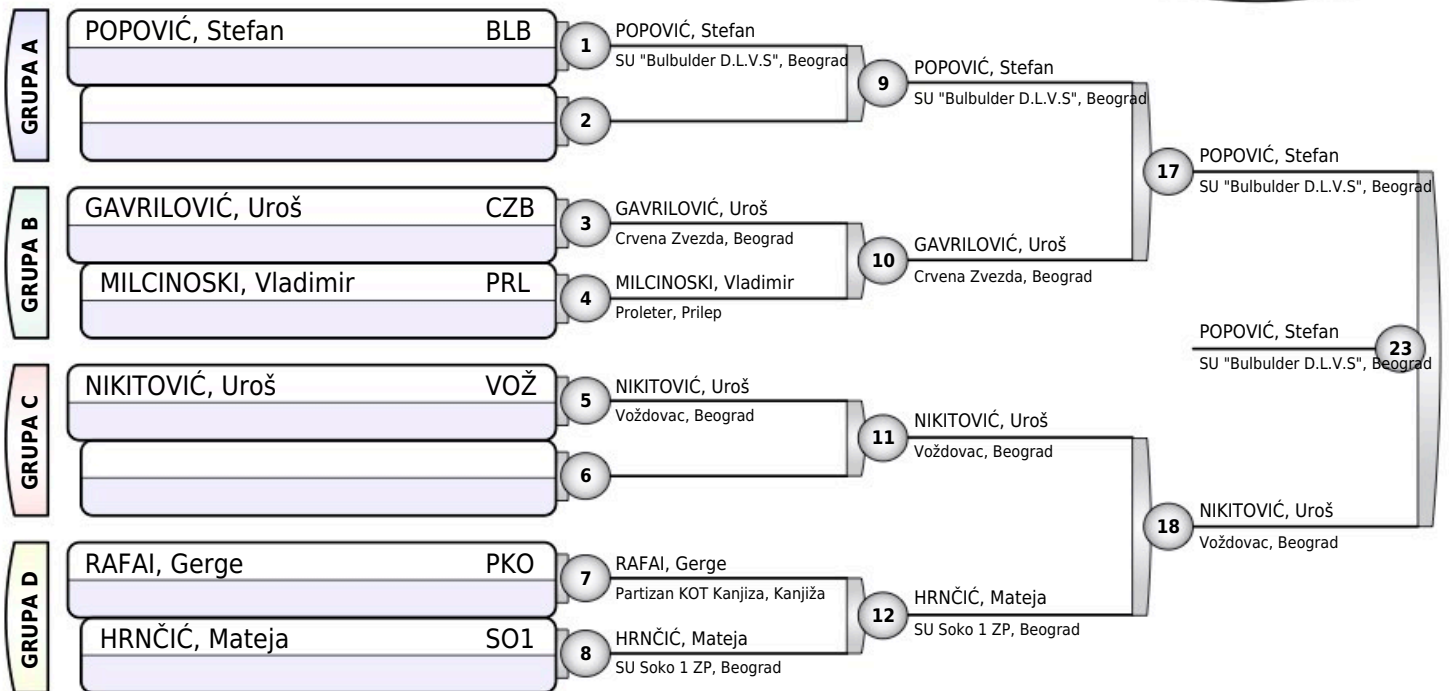 GRUPA A
POPOVIĆ, Stefan BLB
1
POPOVIĆ, Stefan
SU "Bulbulder D.L.V.S", Beograd
2
9
POPOVIĆ, Stefan
SU "Bulbulder D.L.V.S", Beograd
GRUPA B
GAVRILOVIĆ, Uroš CZB
3
GAVRILOVIĆ, Uroš
Crvena Zvezda, Beograd
MILCINOSKI, Vladimir PRL
4
MILCINOSKI, Vladimir
Proleter, Prilep
10
GAVRILOVIĆ, Uroš
Crvena Zvezda, Beograd
17
POPOVIĆ, Stefan
SU "Bulbulder D.L.V.S", Beograd
GRUPA C
NIKITOVIĆ, Uroš VOŽ
5
NIKITOVIĆ, Uroš
Voždovac, Beograd
6
11
NIKITOVIĆ, Uroš
Voždovac, Beograd
GRUPA D
RAFAI, Gerge PKO
7
RAFAI, Gerge
Partizan KOT Kanjiza, Kanjiža
HRNČIĆ, Mateja SO1
8
HRNČIĆ, Mateja
SU Soko 1 ZP, Beograd
12
HRNČIĆ, Mateja
SU Soko 1 ZP, Beograd
18
NIKITOVIĆ, Uroš
Voždovac, Beograd
POPOVIĆ, Stefan
SU "Bulbulder D.L.V.S", Beograd
23